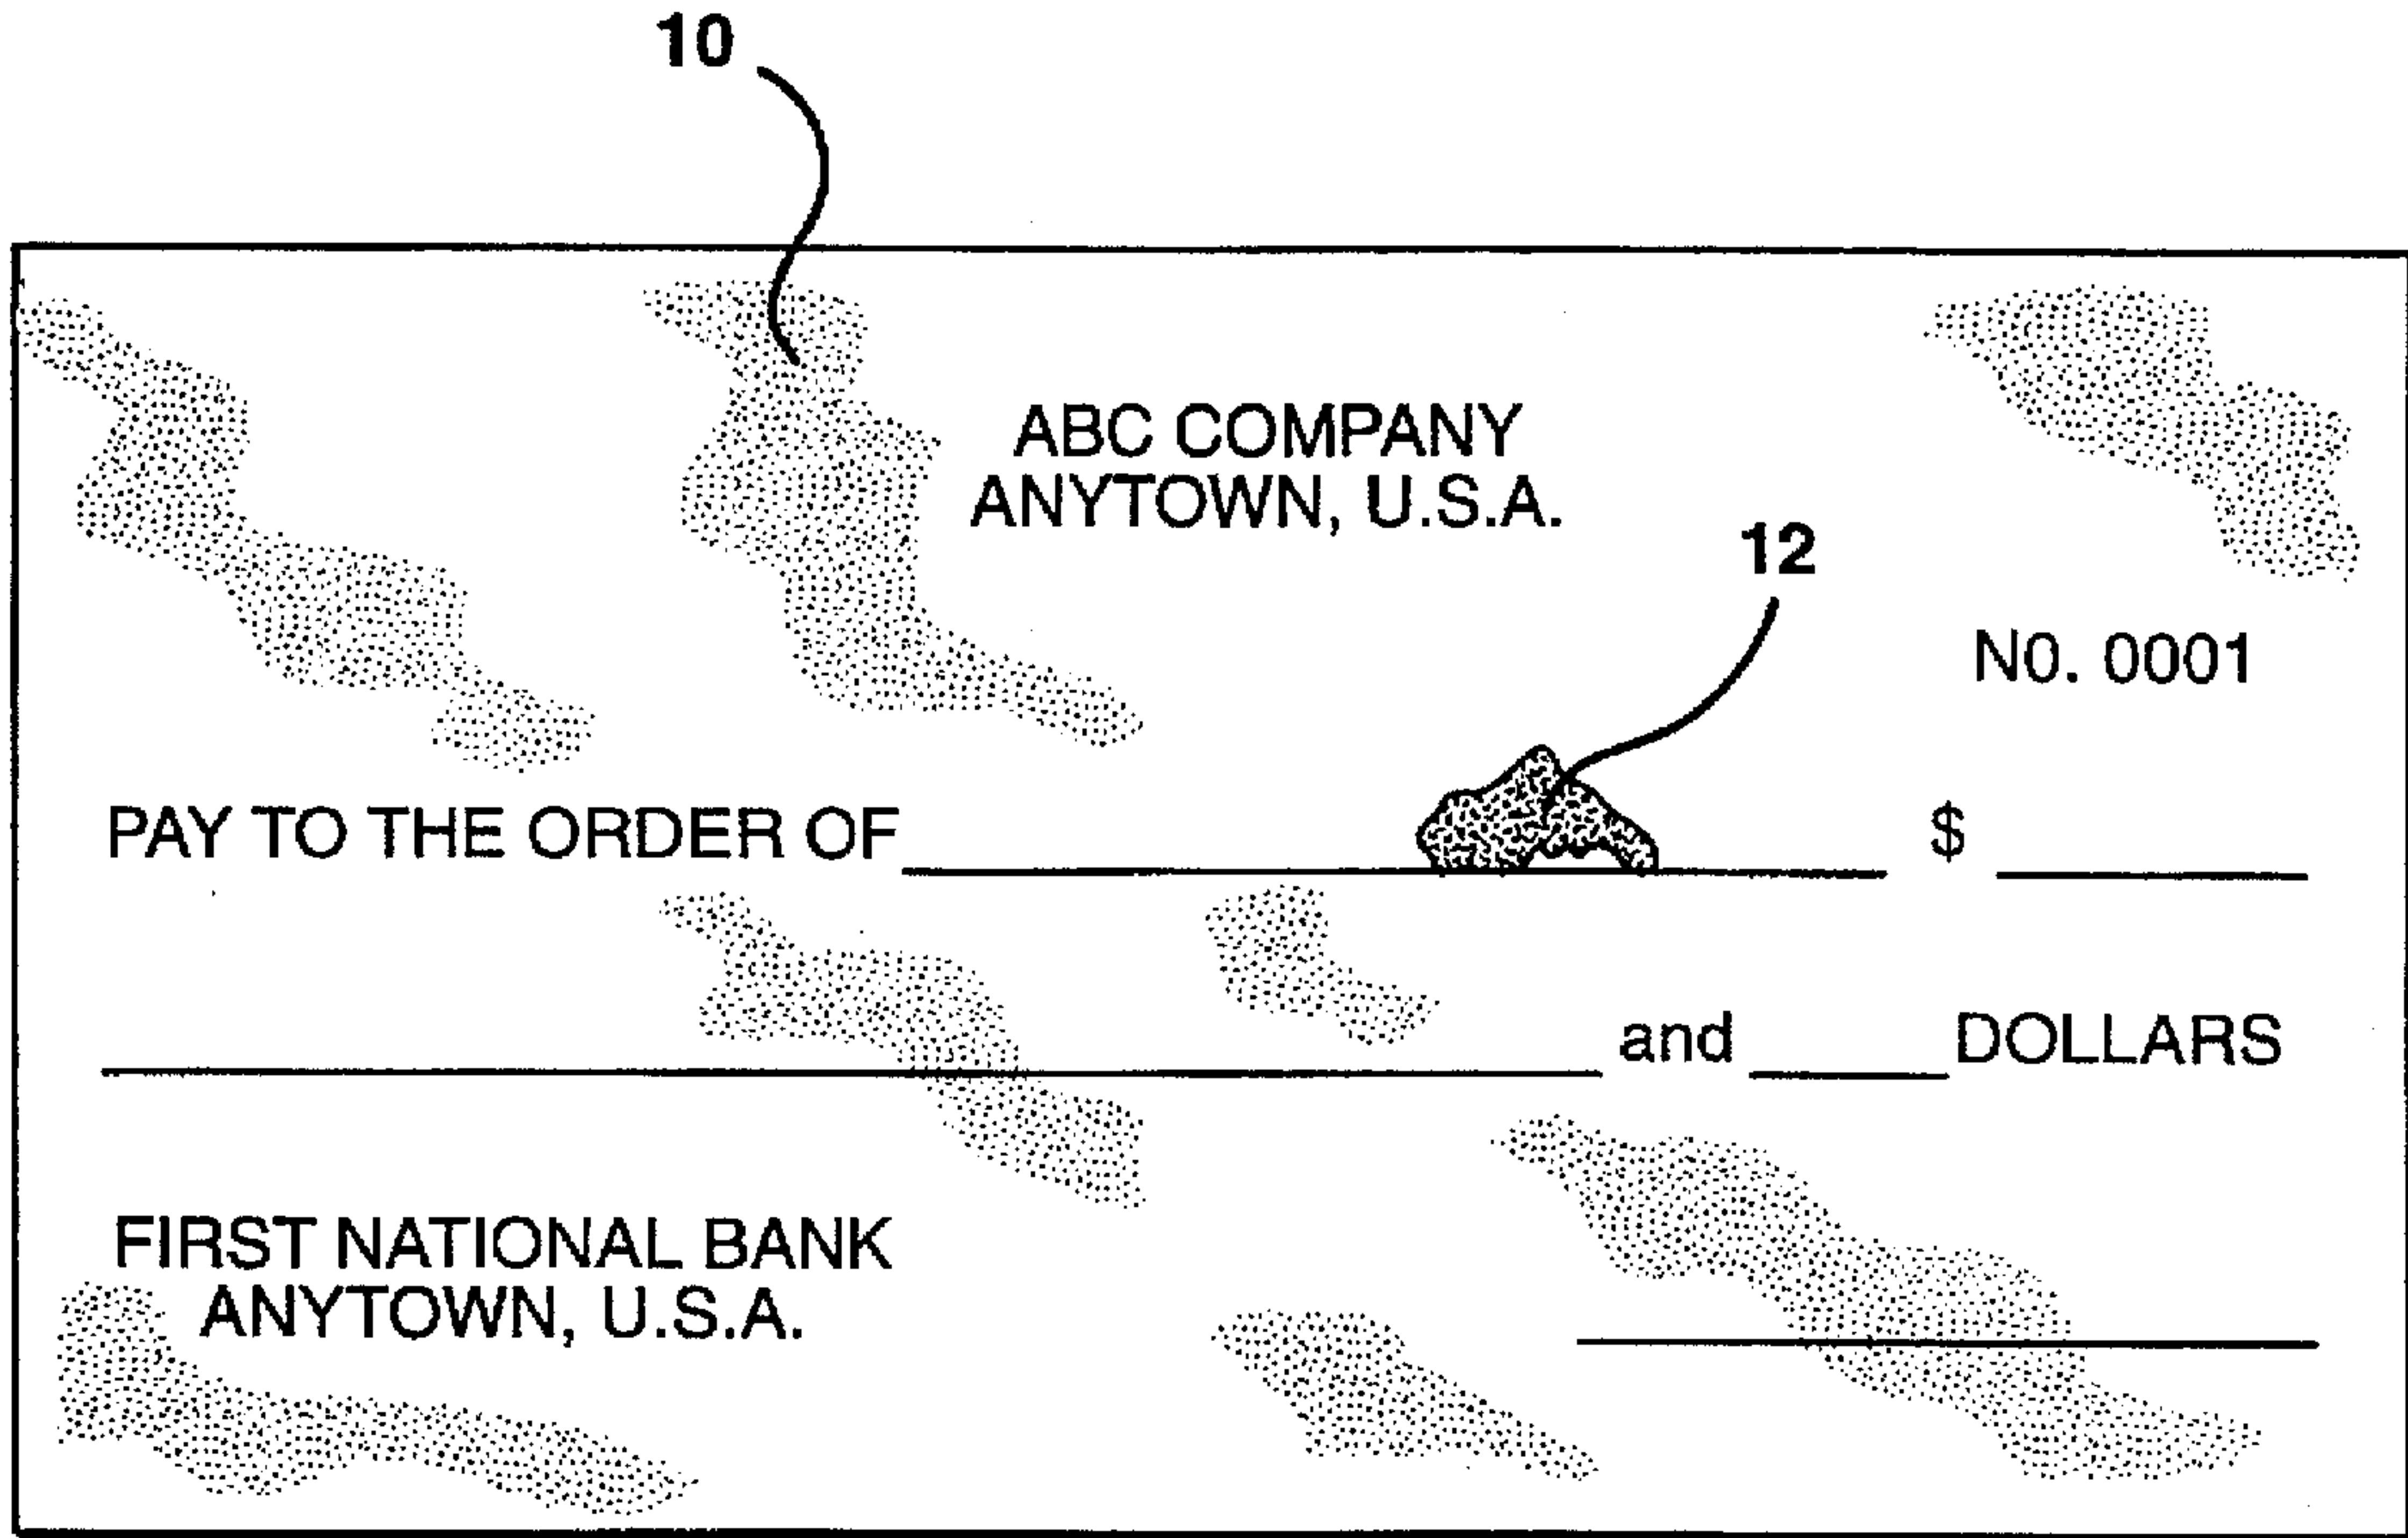 10
ABC COMPANY
ANYTOWN, U.S.A.
12
N0. 0001
PAY TO THE ORDER OF $
and DOLLARS
FIRST NATIONAL BANK
ANYTOWN, U.S.A.